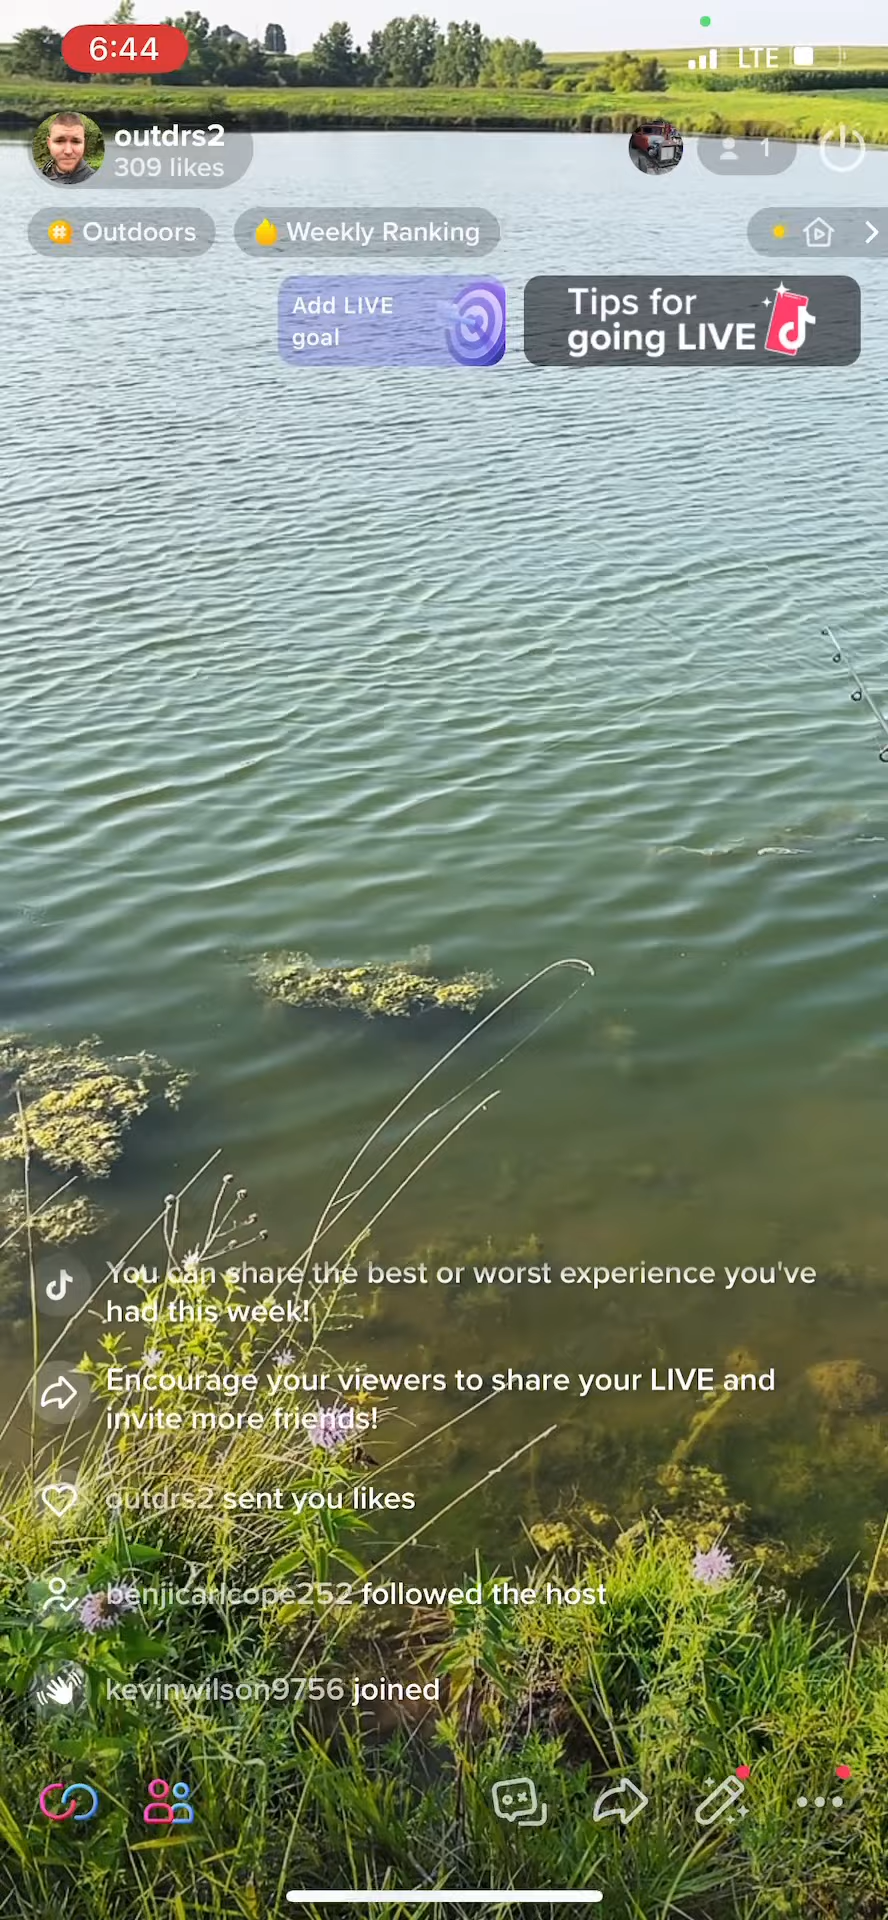 6:44
LTE
outdrs2
309 likes
1
Outdoors
Weekly Ranking
Add LIVE
goal
Tips for
going LIVE
You can share the best or worst experience you've
had this week!
Encourage your viewers to share your LIVE and
invite more friends!
outdrs2 sent you likes
benjicarlcope252 followed the host
kevinwilson9756 joined